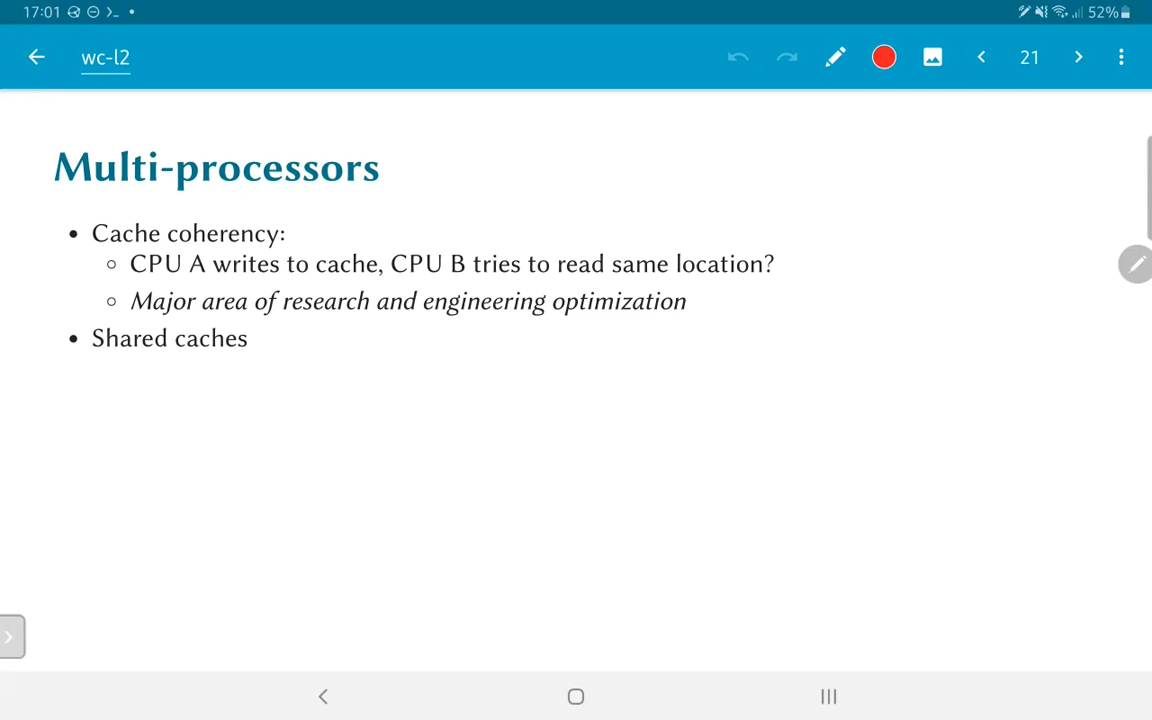 17:01 52%
wc-l2 21
Multi-processors
• Cache coherency:
◦ CPU A writes to cache, CPU B tries to read same location?
◦ Major area of research and engineering optimization
• Shared caches